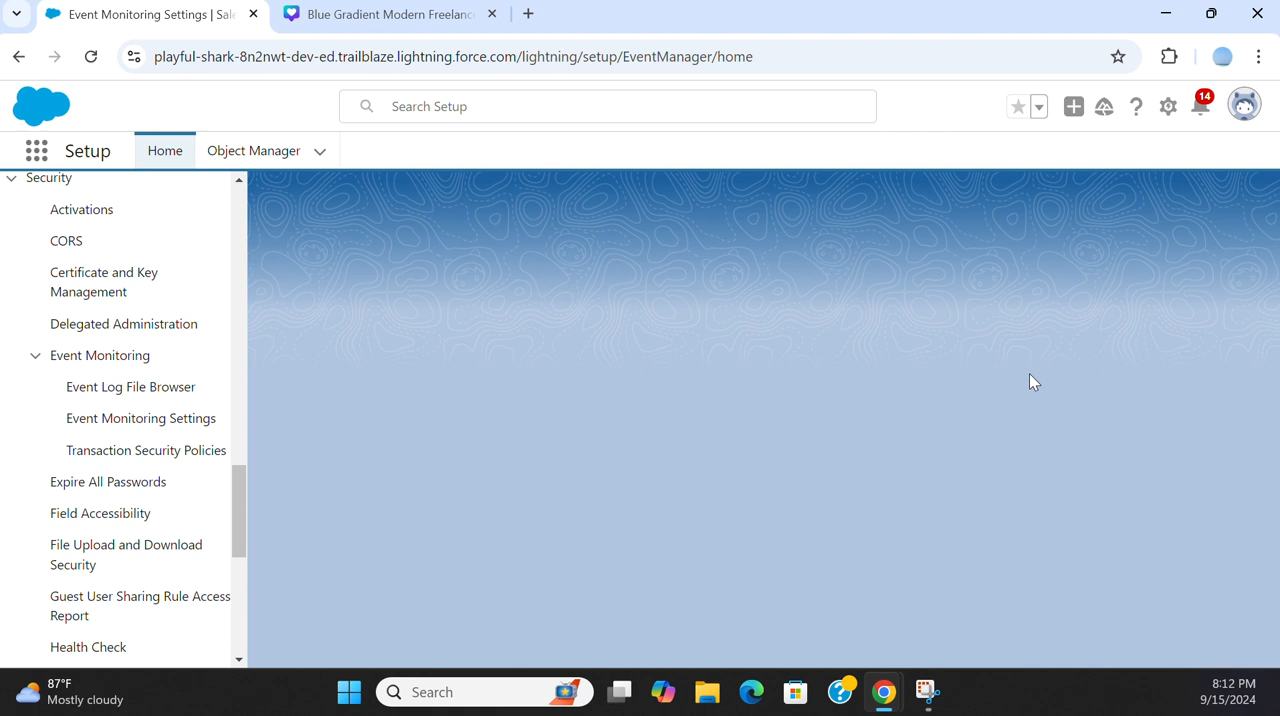 Event Monitoring Settings | Sale
Blue Gradient Modern Freelanc
playful-shark-8n2nwt-dev-ed.trailblaze.lightning.force.com/lightning/setup/EventManager/home
Search Setup
14
Setup
Home
Object Manager
Security
Activations
CORS
Certificate and Key
Management
Delegated Administration
Event Monitoring
Event Log File Browser
Event Monitoring Settings
Transaction Security Policies
Expire All Passwords
Field Accessibility
File Upload and Download
Security
Guest User Sharing Rule Access
Report
Health Check
87°F
Mostly cloudy
Search
8:12 PM
9/15/2024